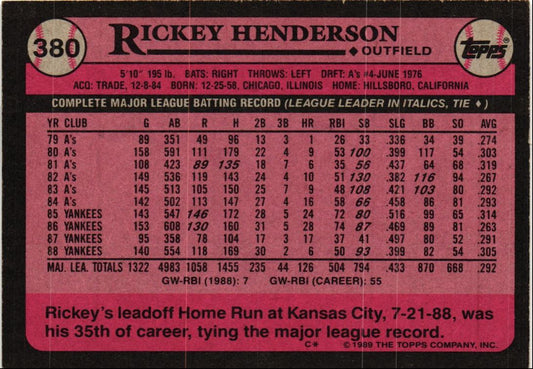 380
RICKEY HENDERSON
◆ OUTFIELD
Topps®
5'10" 195 lb. BATS: RIGHT THROWS: LEFT DRFT: A's #4-JUNE 1976
ACQ: TRADE, 12-8-84 BORN: 12-25-58, CHICAGO, ILLINOIS HOME: HILLSBORO, CALIFORNIA
COMPLETE MAJOR LEAGUE BATTING RECORD (LEAGUE LEADER IN ITALICS, TIE ♦)
YR CLUB G AB R H 2B 3B HR RBI SB SLG BB SO AVG
79 A's 89 351 49 96 13 3 1 26 33 .336 34 39 .274
80 A's 158 591 111 179 22 4 9 53 100 .399 117 54 .303
81 A's 108 423 89 135 18 7 6 35 56 .437 64 68 .319
82 A's 149 536 119 143 24 4 10 51 130 .382 116 94 .267
83 A's 145 513 105 150 25 7 9 48 108 .421 103 80 .292
84 A's 142 502 113 147 27 4 16 58 66 .458 86 81 .293
85 YANKEES 143 547 146 172 28 5 24 72 80 .516 99 65 .314
86 YANKEES 153 608 130 160 31 5 28 74 87 .469 89 81 .263
87 YANKEES 95 358 78 104 17 3 17 37 41 .497 80 52 .291
88 YANKEES 140 554 118 169 30 2 6 50 93 .399 82 54 .305
MAJ. LEA. TOTALS 1322 4983 1058 1455 235 44 126 504 794 .433 870 668 .292
GW-RBI (1988): 7 GW-RBI (CAREER): 55
Rickey's leadoff Home Run at Kansas City, 7-21-88, was
his 35th of career, tying the major league record.
C* © 1989 THE TOPPS COMPANY, INC.